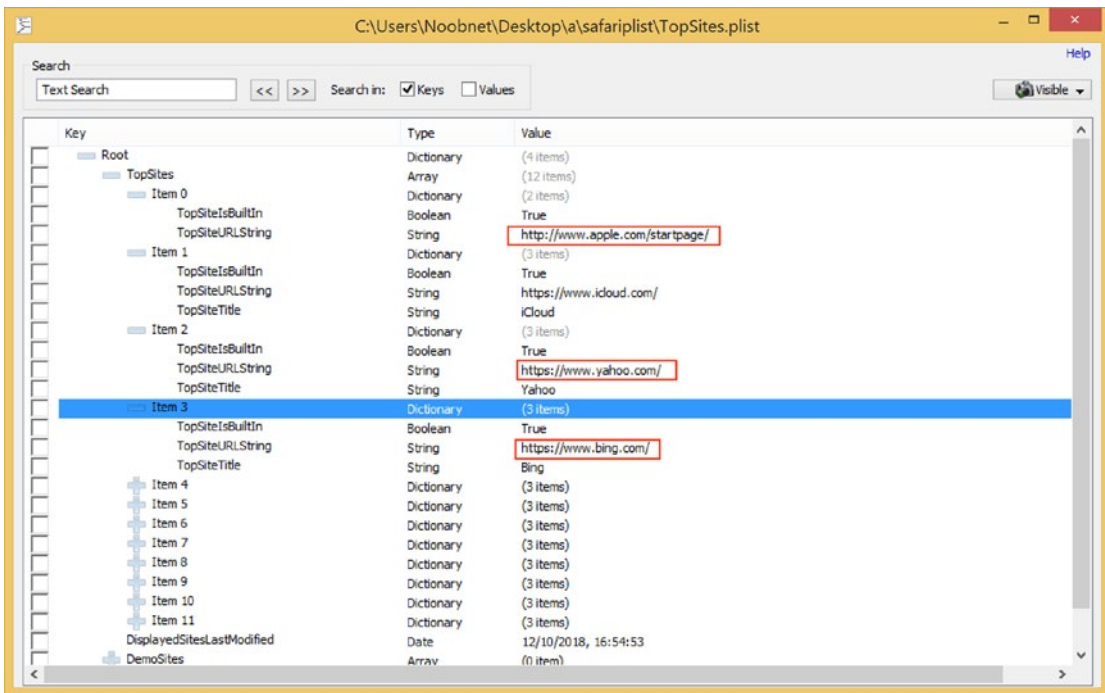 C:\Users\Noobnet\Desktop\a\safariplist\TopSites.plist
Help
Search
Text Search << >> Search in: Keys Values Visible
Key Type Value
Root Dictionary (4 items)
TopSites Array (12 items)
Item 0 Dictionary (2 items)
TopSiteIsBuiltIn Boolean True
TopSiteURLString String http://www.apple.com/startpage/
Item 1 Dictionary (3 items)
TopSiteIsBuiltIn Boolean True
TopSiteURLString String https://www.icloud.com/
TopSiteTitle String iCloud
Item 2 Dictionary (3 items)
TopSiteIsBuiltIn Boolean True
TopSiteURLString String https://www.yahoo.com/
TopSiteTitle String Yahoo
Item 3 Dictionary (3 items)
TopSiteIsBuiltIn Boolean True
TopSiteURLString String https://www.bing.com/
TopSiteTitle String Bing
Item 4 Dictionary (3 items)
Item 5 Dictionary (3 items)
Item 6 Dictionary (3 items)
Item 7 Dictionary (3 items)
Item 8 Dictionary (3 items)
Item 9 Dictionary (3 items)
Item 10 Dictionary (3 items)
Item 11 Dictionary (3 items)
DisplayedSitesLastModified Date 12/10/2018, 16:54:53
DemoSites Array (0 item)